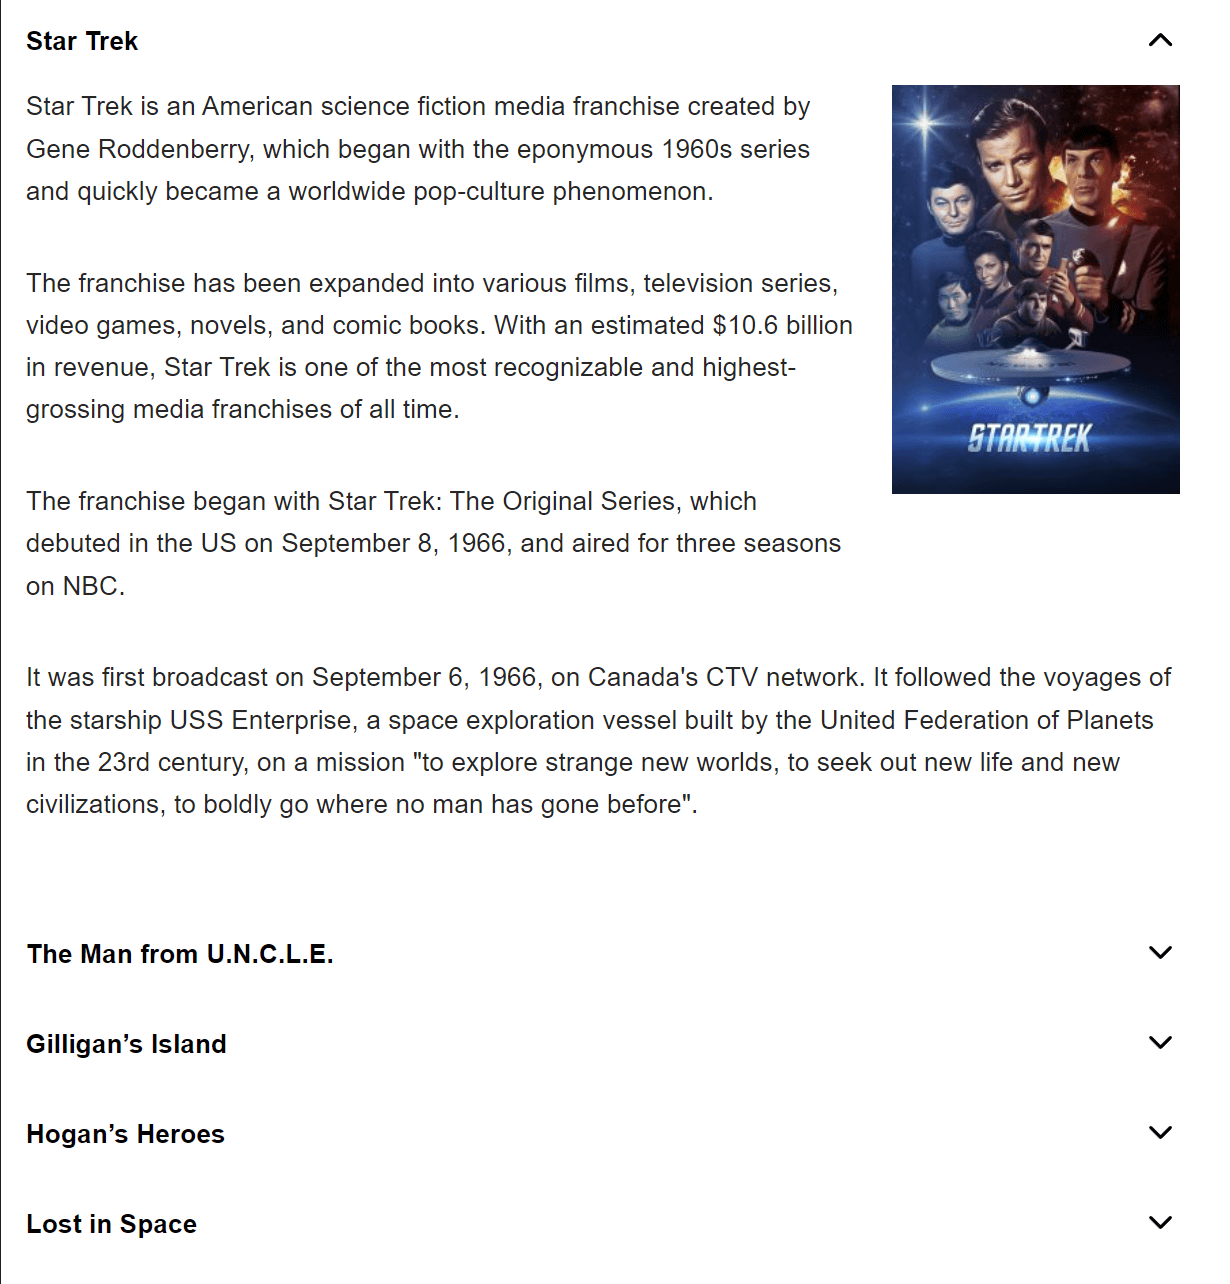 Star Trek
Star Trek is an American science fiction media franchise created by
Gene Roddenberry, which began with the eponymous 1960s series
and quickly became a worldwide pop-culture phenomenon.
The franchise has been expanded into various films, television series,
video games, novels, and comic books. With an estimated $10.6 billion
in revenue, Star Trek is one of the most recognizable and highest-
grossing media franchises of all time.
The franchise began with Star Trek: The Original Series, which
debuted in the US on September 8, 1966, and aired for three seasons
on NBC.
STAR TREK
It was first broadcast on September 6, 1966, on Canada's CTV network. It followed the voyages of
the starship USS Enterprise, a space exploration vessel built by the United Federation of Planets
in the 23rd century, on a mission "to explore strange new worlds, to seek out new life and new
civilizations, to boldly go where no man has gone before".
The Man from U.N.C.L.E.
Gilligan’s Island
Hogan’s Heroes
Lost in Space